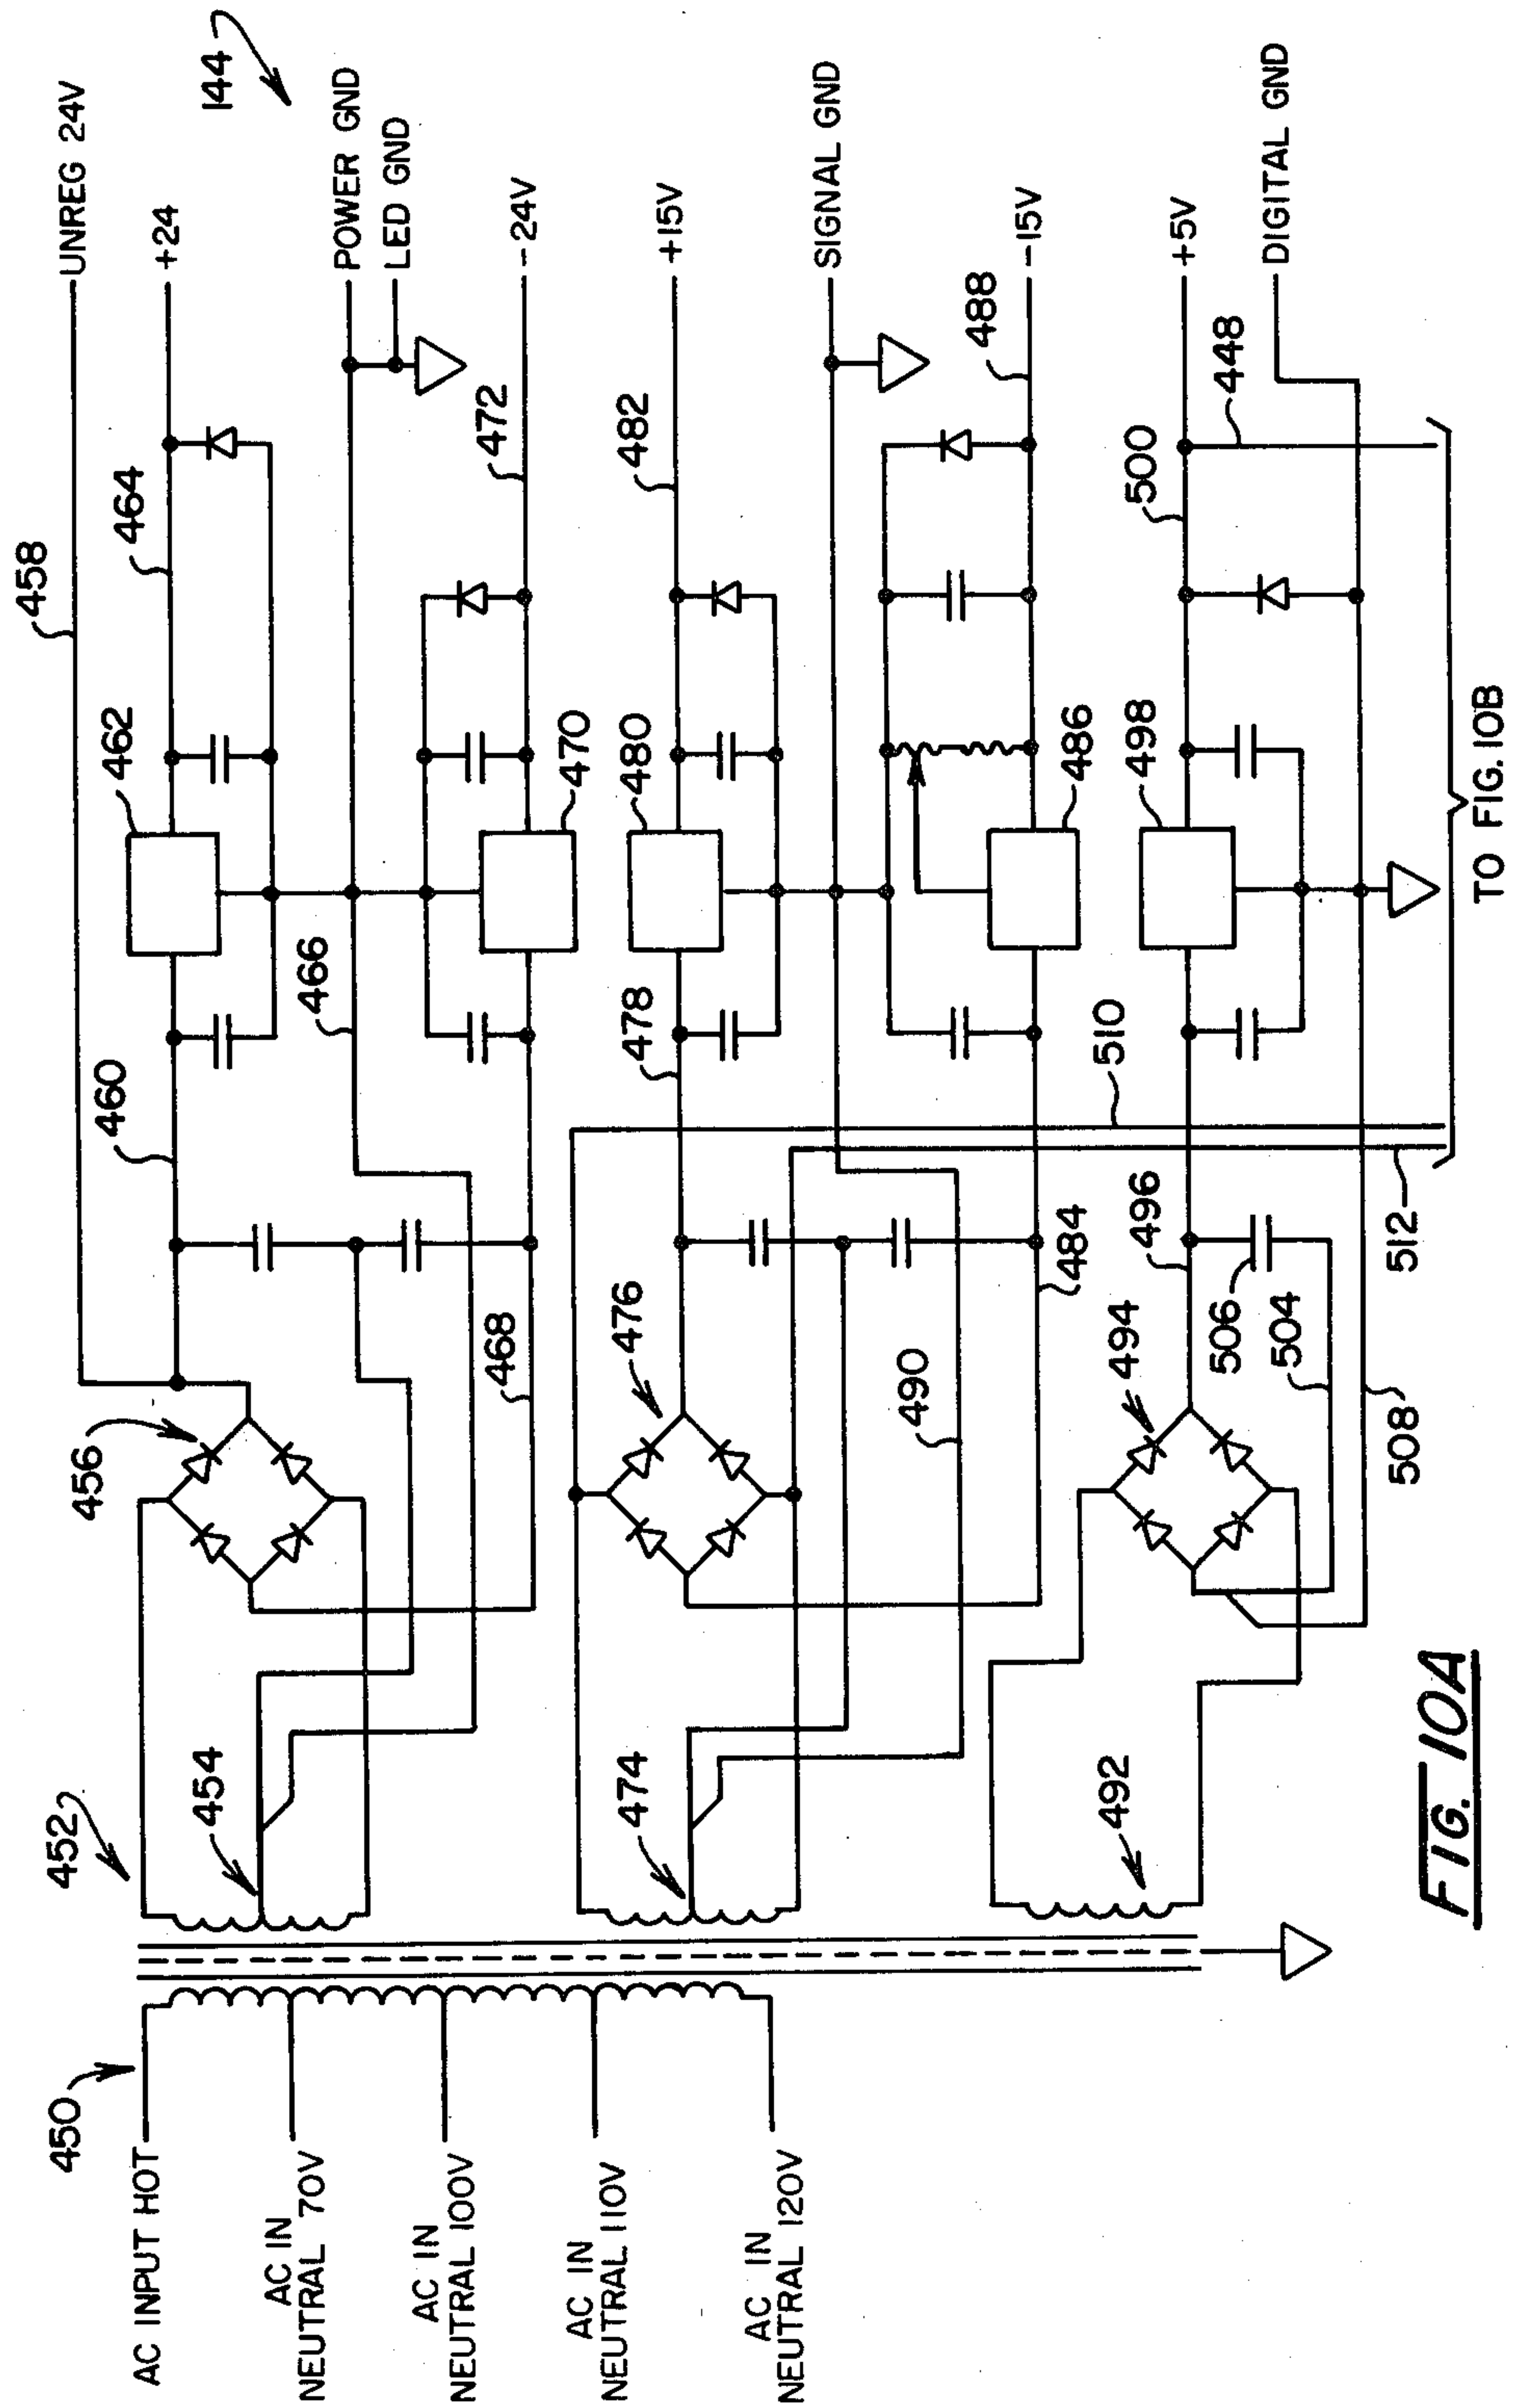 144
UNREG 24V
458
+24
464
462
460
POWER GND
LED GND
466
-24V
472
470
468
456
452
454
450
AC INPUT HOT
AC IN
NEUTRAL 70V
AC IN
NEUTRAL 100V
AC IN
NEUTRAL 110V
AC IN
NEUTRAL 120V
+15V
482
480
478
476
474
SIGNAL GND
490
-15V
488
486
484
510
512
+5V
500
448
498
496
494
492
506
504
508
DIGITAL GND
TO FIG. 10B
FIG. 10A